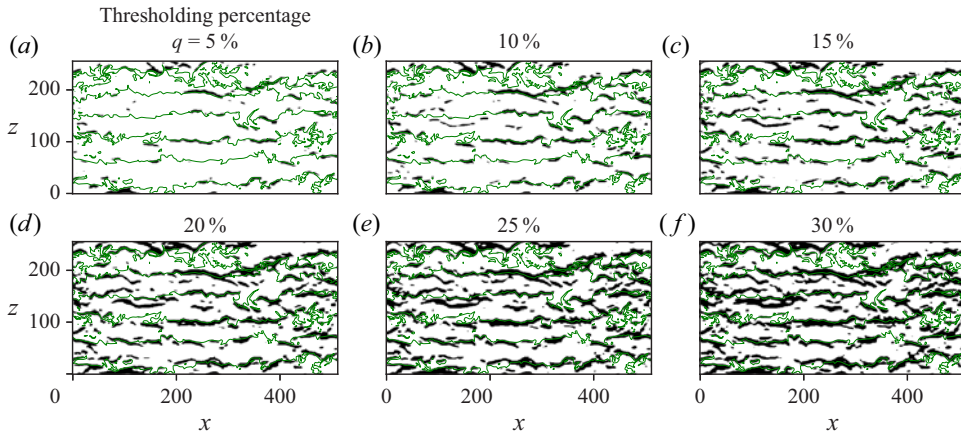 Thresholding percentage
(a) q = 5 % (b) 10 % (c) 15 %
200
z 100
0
(d) 20 % (e) 25 % (f) 30 %
200
z 100
0 200 400 0 200 400 0 200 400
x x x